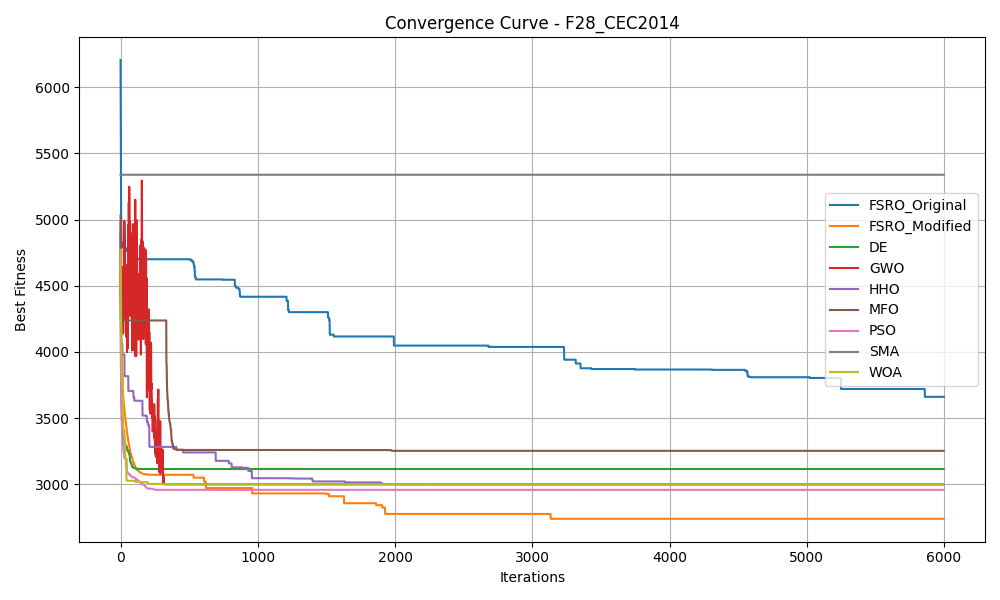 Convergence Curve - F28_CEC2014
Best Fitness
6000
5500
5000
4500
4000
3500
3000
FSRO_Original
FSRO_Modified
DE
GWO
HHO
MFO
PSO
SMA
WOA
0 1000 2000 3000 4000 5000 6000
Iterations